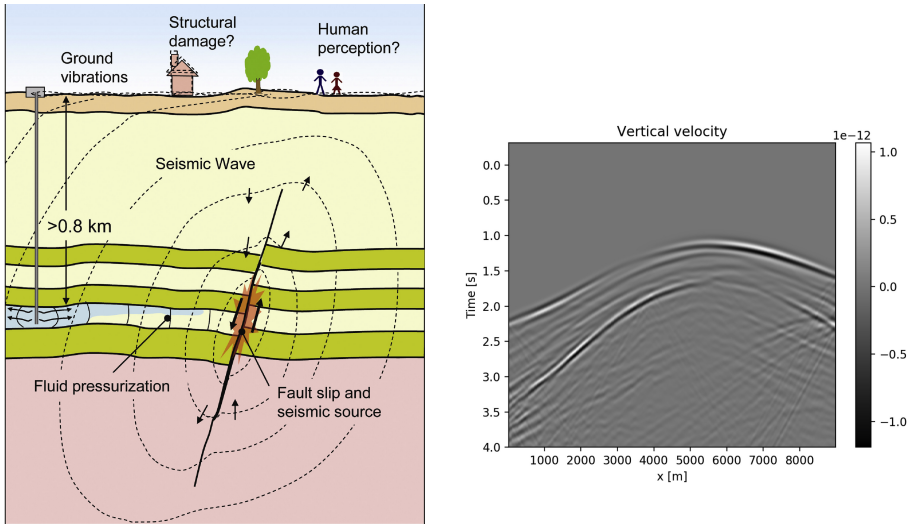 Structural
damage?
Human
perception?
Ground
vibrations
Seismic Wave
>0.8 km
Fluid pressurization
Fault slip and
seismic source
Vertical velocity
1e−12
Time [s]
0.0
0.5
1.0
1.5
2.0
2.5
3.0
3.5
4.0
1000 2000 3000 4000 5000 6000 7000 8000
x [m]
1.0
0.5
0.0
−0.5
−1.0